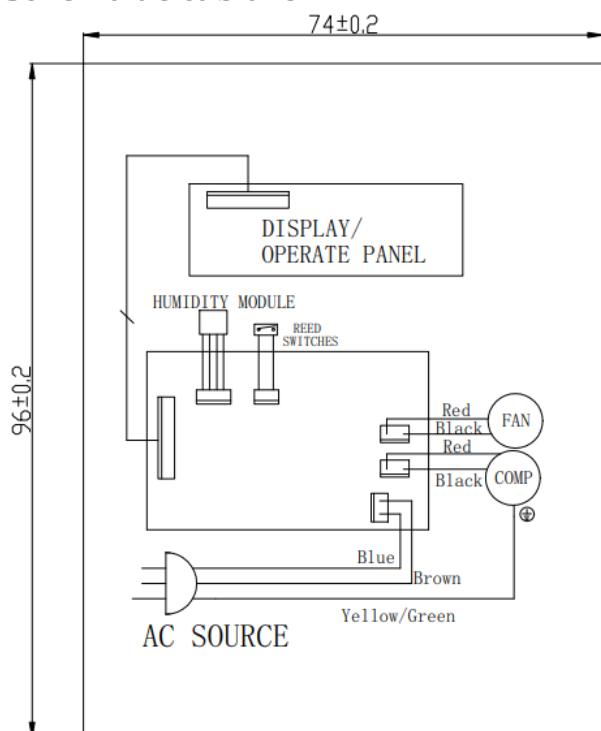 74±0.2
96±0.2
DISPLAY/
OPERATE PANEL
HUMIDITY MODULE
REED
SWITCHES
Red
Black
FAN
Red
Black
COMP
Blue
Brown
Yellow/Green
AC SOURCE